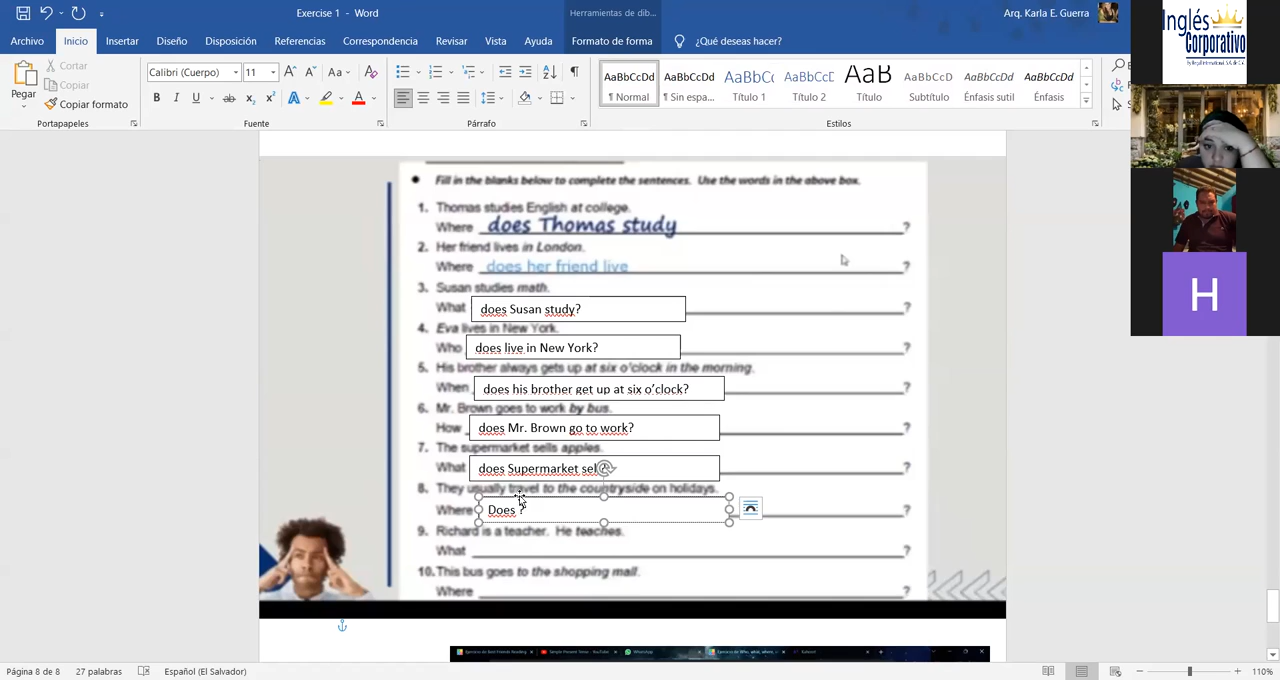 Exercise 1 - Word
Herramientas de dib...
Arq. Karla E. Guerra
Archivo Inicio Insertar Diseño Disposición Referencias Correspondencia Revisar Vista Ayuda Formato de forma ¿Qué deseas hacer?
Pegar
Cortar
Copiar
Copiar formato
Portapapeles
Calibri (Cuerpo) 11
Fuente
Párrafo
AaBbCcDd AaBbCcDd AaBbCc AaBbCcD AaB AaBbCcD AaBbCcDd AaBbCcDd
¶ Normal ¶ Sin espa... Título 1 Título 2 Título Subtítulo Énfasis sutil Énfasis
Estilos
Inglés
Corporativo
H
Fill in the blanks below to complete the sentences. Use the words in the above box.
1. Thomas studies English at college.
Where does Thomas study ?
2. Her friend lives in London.
Where does her friend live ?
3. Susan studies math.
What does Susan study? ?
4. Eva lives in New York.
Who does live in New York? ?
5. His brother always gets up at six o'clock in the morning.
When does his brother get up at six o'clock? ?
6. Mr. Brown goes to work by bus.
How does Mr. Brown go to work? ?
7. The supermarket sells apples.
What does Supermarket sel ?
8. They usually travel to the countryside on holidays.
Where Does ? ?
9. Richard is a teacher. He teaches.
What ?
10. This bus goes to the shopping mall.
Where ?
Página 8 de 8 27 palabras Español (El Salvador) 110%